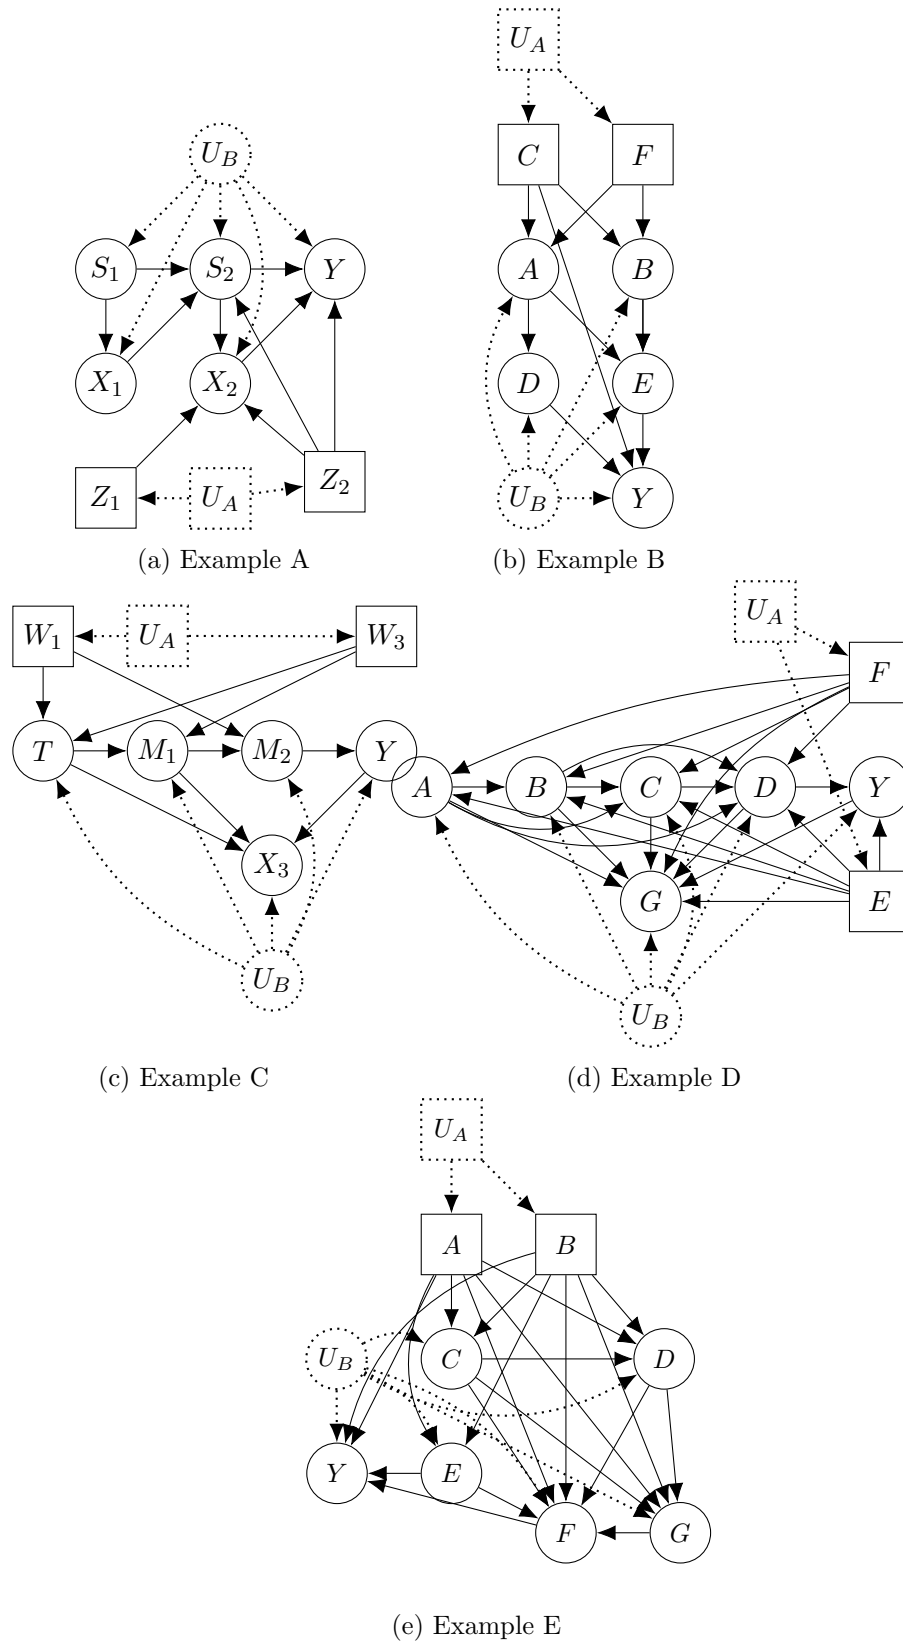 U_A
U_B
C F
S_1 S_2 Y
A B
X_1 X_2
D E
Z_1 U_A Z_2
U_B Y
(a) Example A
(b) Example B
W_1 U_A W_3
U_A
F
T M_1 M_2 Y
A B C D Y
X_3
G E
U_B
U_B
(c) Example C
(d) Example D
U_A
A B
U_B C D
Y E
F G
(e) Example E